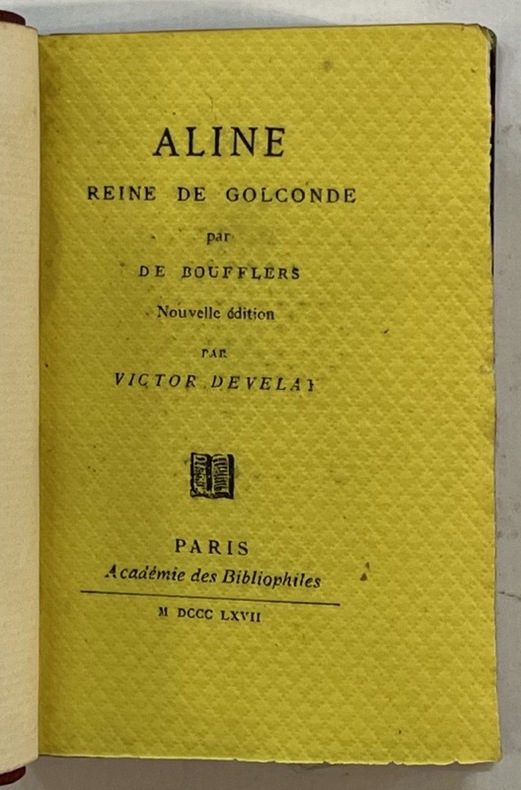 ALINE
REINE DE GOLCONDE
par
DE BOUFFLERS
Nouvelle édition
PAR
VICTOR DEVELAY
PARIS
Académie des Bibliophiles
M DCCC LXVII